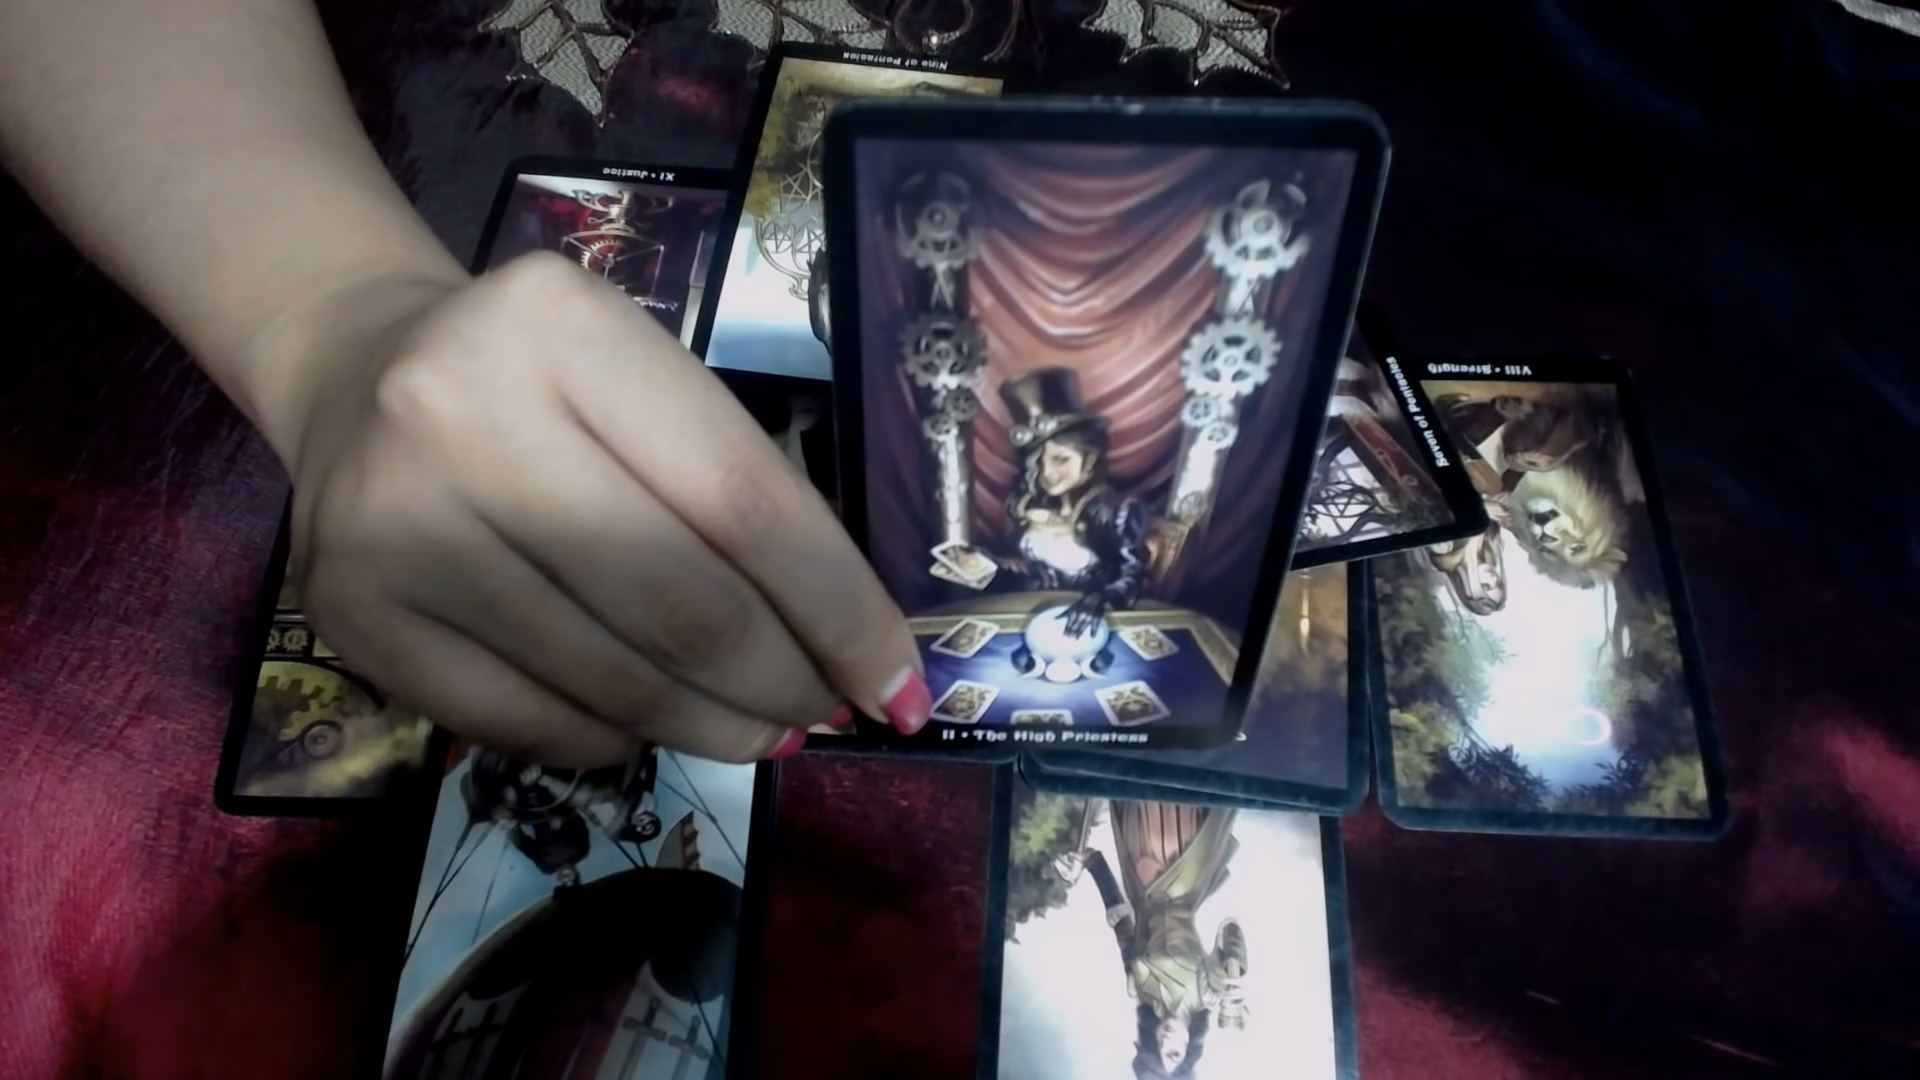 Nine of Pentacles
XI • Justice
Seven of Pentacles
VIII • Strength
II • The High Priestess